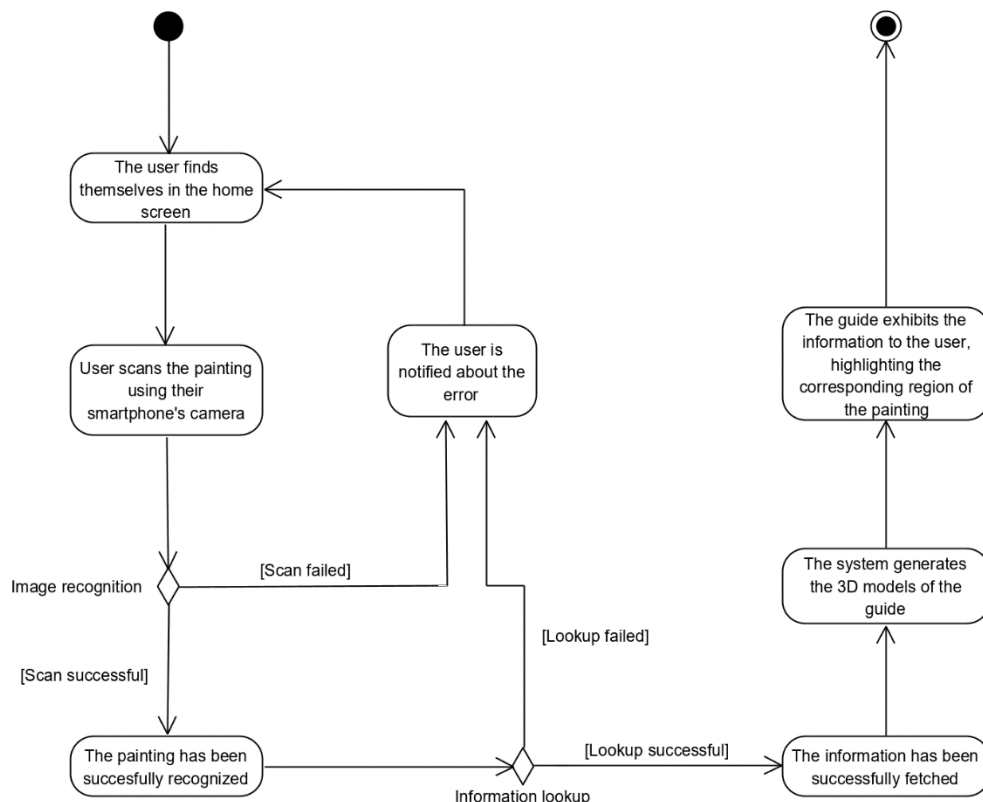 The user finds
themselves in the home
screen
User scans the painting
using their
smartphone's camera
The user is
notified about the
error
The guide exhibits the
information to the user,
highlighting the
corresponding region of
the painting
Image recognition
[Scan failed]
The system generates
the 3D models of the
guide
[Lookup failed]
[Scan successful]
The painting has been
succesfully recognized
[Lookup successful]
The information has been
successfully fetched
Information lookup